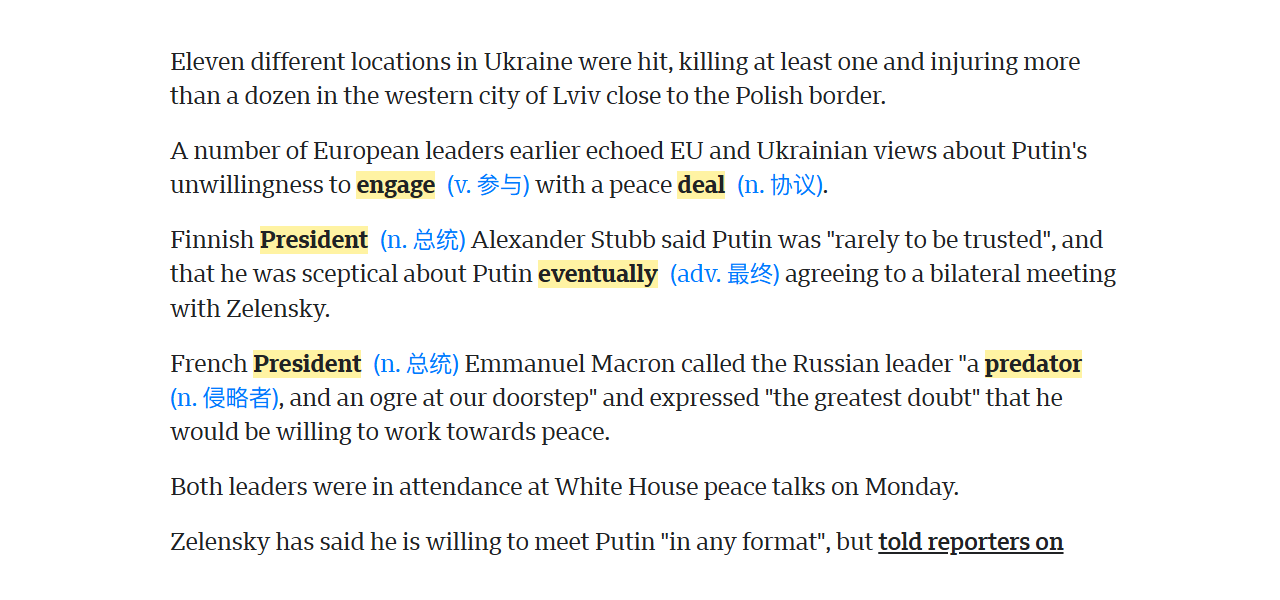 Eleven different locations in Ukraine were hit, killing at least one and injuring more
than a dozen in the western city of Lviv close to the Polish border.
A number of European leaders earlier echoed EU and Ukrainian views about Putin's
unwillingness to engage (v. 参与) with a peace deal (n. 协议).
Finnish President (n. 总统) Alexander Stubb said Putin was "rarely to be trusted", and
that he was sceptical about Putin eventually (adv. 最终) agreeing to a bilateral meeting
with Zelensky.
French President (n. 总统) Emmanuel Macron called the Russian leader "a predator
(n. 侵略者), and an ogre at our doorstep" and expressed "the greatest doubt" that he
would be willing to work towards peace.
Both leaders were in attendance at White House peace talks on Monday.
Zelensky has said he is willing to meet Putin "in any format", but told reporters on